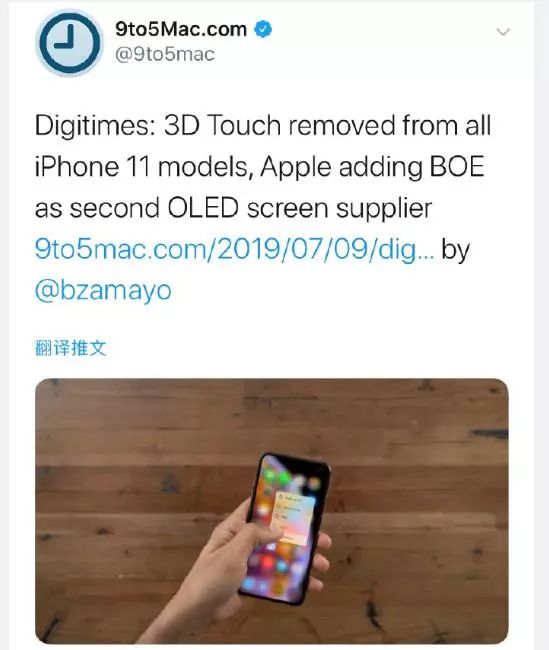 9to5Mac.com
@9to5mac
Digitimes: 3D Touch removed from all
iPhone 11 models, Apple adding BOE
as second OLED screen supplier
9to5mac.com/2019/07/09/dig... by
@bzamayo
翻译推文